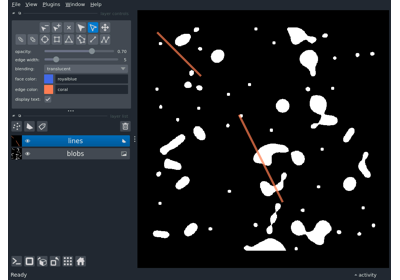 File View Plugins Window Help
opacity: 0.70
edge width: 5
blending: translucent
face color: royalblue
edge color: coral
display text: ✓
lines
blobs
Ready
activity